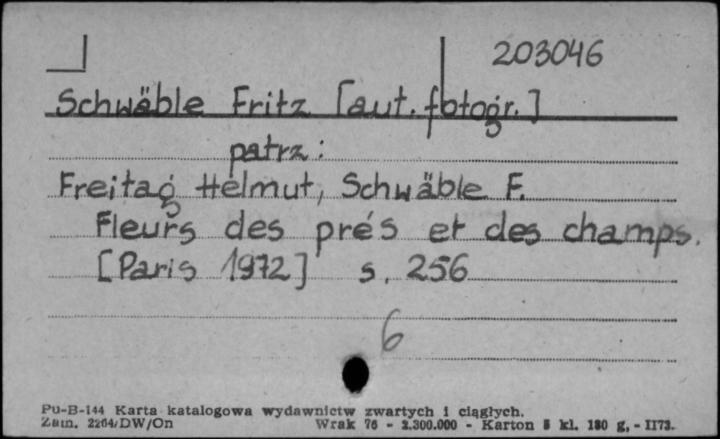 203046
Schwäble Fritz [aut. fotogr.]
patrz:
Freitag Helmut, Schwäble F.
Fleurs des prés et des champs.
[Paris 1972] s. 256
6
Pu-B-144 Karta katalogowa wydawnictw zwartych i ciągłych.
Zam. 2264/DW/On Wrak 76 - 2.300.000 - Karton 5 kl. 180 g. - II73.